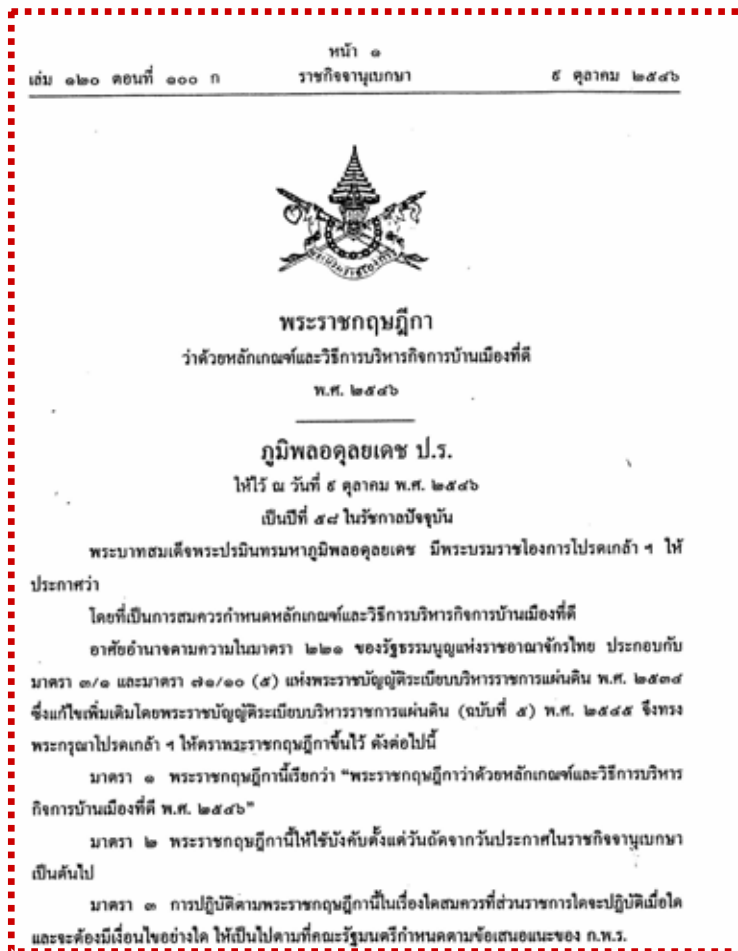 หน้า ๑
เล่ม ๑๒๐ ตอนที่ ๑๐๐ ก ราชกิจจานุเบกษา ๙ ตุลาคม ๒๕๔๖
พระราชกฤษฎีกา
ว่าด้วยหลักเกณฑ์และวิธีการบริหารกิจการบ้านเมืองที่ดี
พ.ศ. ๒๕๔๖
ภูมิพลอดุลยเดช ป.ร.
ให้ไว้ ณ วันที่ ๙ ตุลาคม พ.ศ. ๒๕๔๖
เป็นปีที่ ๕๘ ในรัชกาลปัจจุบัน
พระบาทสมเด็จพระปรมินทรมหาภูมิพลอดุลยเดช มีพระบรมราชโองการโปรดเกล้า ฯ ให้
ประกาศว่า
โดยที่เป็นการสมควรกำหนดหลักเกณฑ์และวิธีการบริหารกิจการบ้านเมืองที่ดี
อาศัยอำนาจตามความในมาตรา ๒๒๑ ของรัฐธรรมนูญแห่งราชอาณาจักรไทย ประกอบกับ
มาตรา ๓/๑ และมาตรา ๗๑/๑๐ (๕) แห่งพระราชบัญญัติระเบียบบริหารราชการแผ่นดิน พ.ศ. ๒๕๓๔
ซึ่งแก้ไขเพิ่มเติมโดยพระราชบัญญัติระเบียบบริหารราชการแผ่นดิน (ฉบับที่ ๕) พ.ศ. ๒๕๔๕ จึงทรง
พระกรุณาโปรดเกล้า ฯ ให้ตราพระราชกฤษฎีกาขึ้นไว้ ดังต่อไปนี้
มาตรา ๑ พระราชกฤษฎีกานี้เรียกว่า “พระราชกฤษฎีกาว่าด้วยหลักเกณฑ์และวิธีการบริหาร
กิจการบ้านเมืองที่ดี พ.ศ. ๒๕๔๖”
มาตรา ๒ พระราชกฤษฎีกานี้ให้ใช้บังคับตั้งแต่วันถัดจากวันประกาศในราชกิจจานุเบกษา
เป็นต้นไป
มาตรา ๓ การปฏิบัติตามพระราชกฤษฎีกานี้ในเรื่องใดสมควรที่ส่วนราชการใดจะปฏิบัติเมื่อใด
และจะต้องมีเงื่อนไขอย่างใด ให้เป็นไปตามที่คณะรัฐมนตรีกำหนดตามข้อเสนอแนะของ ก.พ.ร.